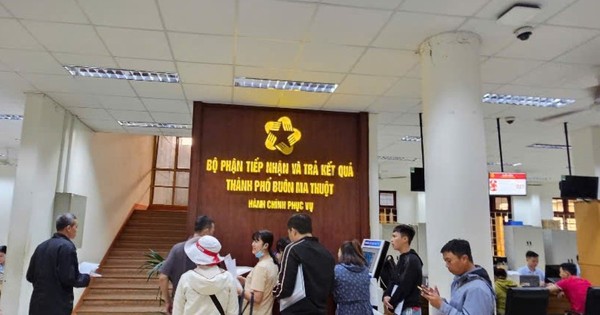 BỘ PHẬN TIẾP NHẬN VÀ TRẢ KẾT QUẢ
THÀNH PHỐ BUÔN MA THUỘT
HÀNH CHÍNH PHỤC VỤ